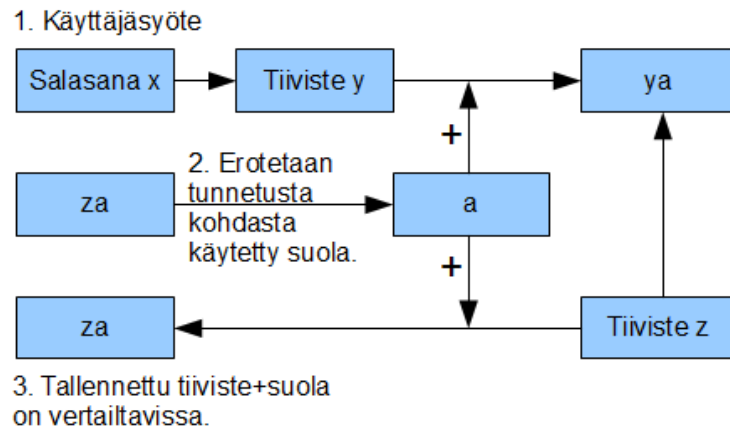 1. Käyttäjäsyöte
Salasana x
Tiiviste y
ya
+
2. Erotetaan
tunnetusta
kohdasta
käytetty suola.
za
a
+
za
Tiiviste z
3. Tallennettu tiiviste+suola
on vertailtavissa.